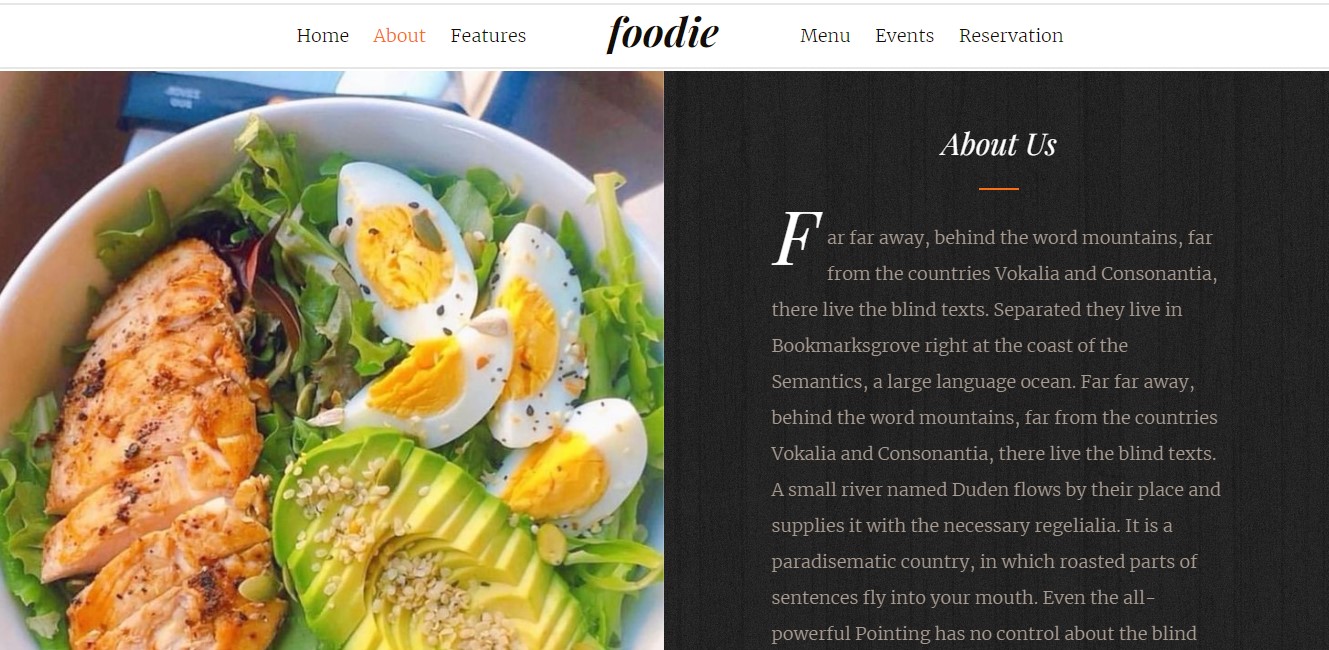 Home About Features foodie Menu Events Reservation
About Us
Far far away, behind the word mountains, far
from the countries Vokalia and Consonantia,
there live the blind texts. Separated they live in
Bookmarksgrove right at the coast of the
Semantics, a large language ocean. Far far away,
behind the word mountains, far from the countries
Vokalia and Consonantia, there live the blind texts.
A small river named Duden flows by their place and
supplies it with the necessary regelialia. It is a
paradisematic country, in which roasted parts of
sentences fly into your mouth. Even the all-
powerful Pointing has no control about the blind